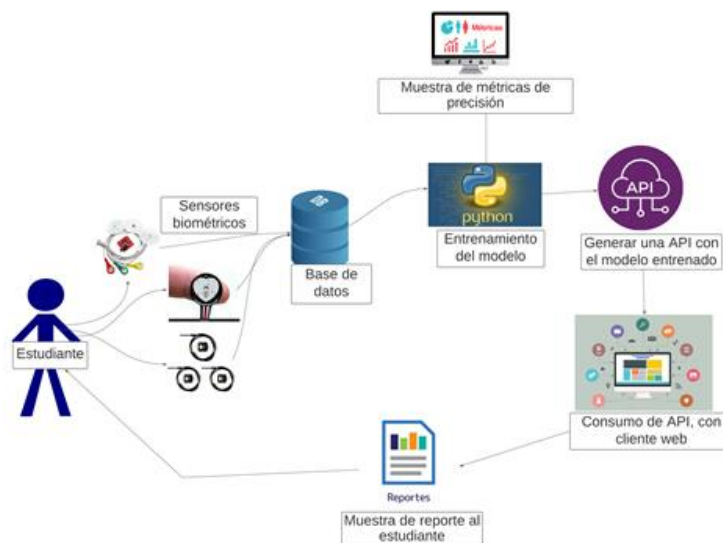 Métricas
Muestra de métricas de
precisión
Sensores
biométricos
Base de
datos
python
Entrenamiento
del modelo
API
Generar una API con
el modelo entrenado
Estudiante
Consumo de API, con
cliente web
Reportes
Muestra de reporte al
estudiante